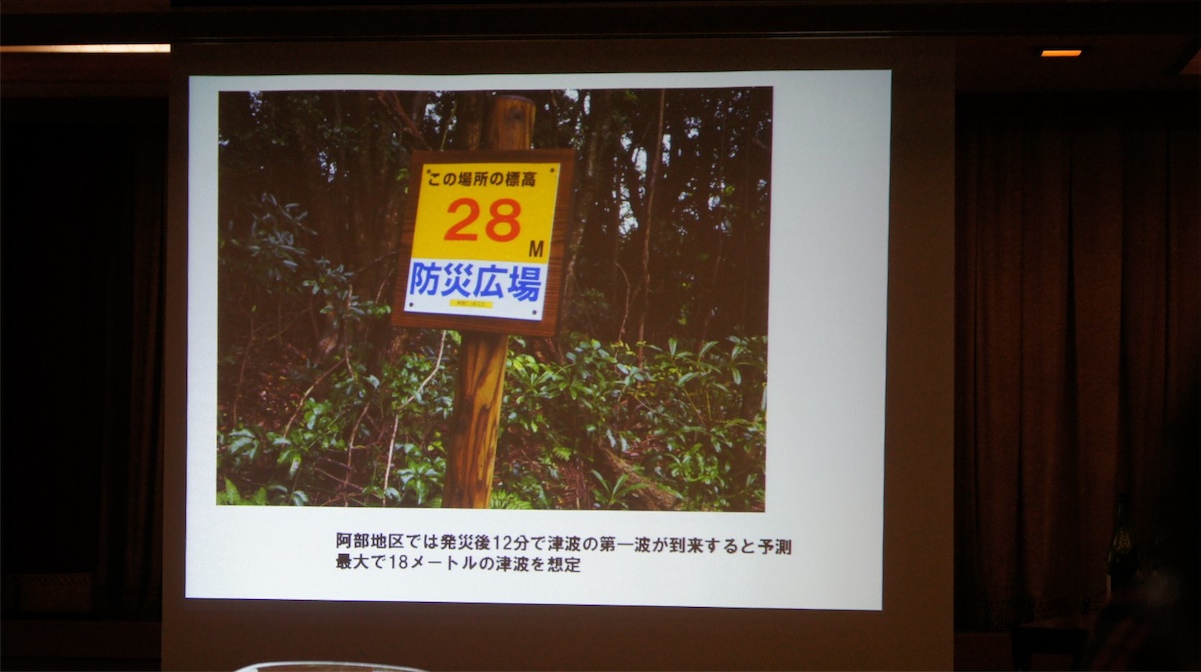 この場所の標高
28
M
防災広場
阿部地区では発災後12分で津波の第一波が到来すると予測
最大で18メートルの津波を想定